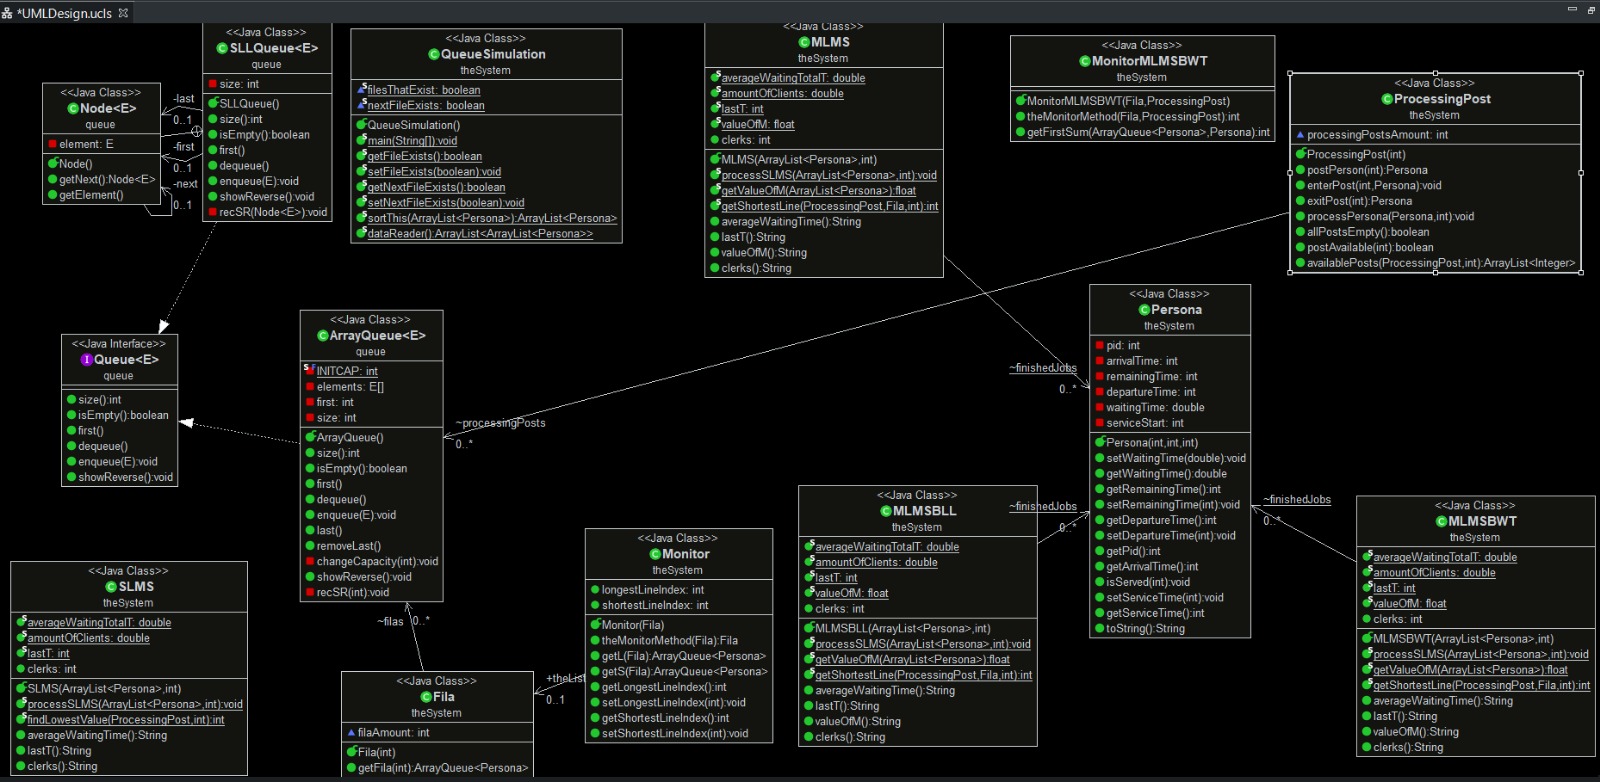 *UMLDesign.ucls
<<Java Class>>
SLLQueue<E>
queue
size: int
SLLQueue()
size():int
isEmpty():boolean
first()
dequeue()
enqueue(E):void
showReverse():void
recSR(Node<E>):void
<<Java Class>>
Node<E>
queue
element: E
Node()
getNext():Node<E>
getElement()
-last
0..1
-first
0..1
-next
0..1
<<Java Class>>
QueueSimulation
theSystem
filesThatExist: boolean
nextFileExists: boolean
QueueSimulation()
main(String[]):void
getFileExists():boolean
setFileExists(boolean):void
getNextFileExists():boolean
setNextFileExists(boolean):void
sortThis(ArrayList<Persona>):ArrayList<Persona>
dataReader():ArrayList<ArrayList<Persona>>
<<Java Class>>
MLMS
theSystem
averageWaitingTotalT: double
amountOfClients: double
lastT: int
valueOfM: float
clerks: int
MLMS(ArrayList<Persona>,int)
processSLMS(ArrayList<Persona>,int):void
getValueOfM(ArrayList<Persona>):float
getShortestLine(ProcessingPost,Fila,int):int
averageWaitingTime():String
lastT():String
valueOfM():String
clerks():String
<<Java Class>>
MonitorMLMSBWT
theSystem
MonitorMLMSBWT(Fila,ProcessingPost)
theMonitorMethod(Fila,ProcessingPost):int
getFirstSum(ArrayQueue<Persona>,Persona):int
<<Java Class>>
ProcessingPost
theSystem
processingPostsAmount: int
ProcessingPost(int)
postPerson(int):Persona
enterPost(int,Persona):void
exitPost(int):Persona
processPersona(Persona,int):void
allPostsEmpty():boolean
postAvailable(int):boolean
availablePosts(ProcessingPost,int):ArrayList<Integer>
<<Java Interface>>
Queue<E>
queue
size():int
isEmpty():boolean
first()
dequeue()
enqueue(E):void
showReverse():void
<<Java Class>>
ArrayQueue<E>
queue
INITCAP: int
elements: E[]
first: int
size: int
ArrayQueue()
size():int
isEmpty():boolean
first()
dequeue()
enqueue(E):void
last()
removeLast()
changeCapacity(int):void
showReverse():void
recSR(int):void
~processingPosts
0..*
<<Java Class>>
Persona
theSystem
pid: int
arrivalTime: int
remainingTime: int
departureTime: int
waitingTime: double
serviceStart: int
Persona(int,int,int)
setWaitingTime(double):void
getWaitingTime():double
getRemainingTime():int
setRemainingTime(int):void
getDepartureTime():int
setDepartureTime(int):void
getPid():int
getArrivalTime():int
isServed(int):void
setServiceTime(int):void
getServiceTime():int
toString():String
~finishedJobs
0..*
~finishedJobs
0..*
~finishedJobs
0..*
<<Java Class>>
SLMS
theSystem
averageWaitingTotalT: double
amountOfClients: double
lastT: int
clerks: int
SLMS(ArrayList<Persona>,int)
processSLMS(ArrayList<Persona>,int):void
findLowestValue(ProcessingPost,int):int
averageWaitingTime():String
lastT():String
clerks():String
~filas
0..*
<<Java Class>>
Fila
theSystem
filaAmount: int
Fila(int)
getFila(int):ArrayQueue<Persona>
+theList
0..1
<<Java Class>>
Monitor
theSystem
longestLineIndex: int
shortestLineIndex: int
Monitor(Fila)
theMonitorMethod(Fila):Fila
getL(Fila):ArrayQueue<Persona>
getS(Fila):ArrayQueue<Persona>
getLongestLineIndex():int
setLongestLineIndex(int):void
getShortestLineIndex():int
setShortestLineIndex(int):void
<<Java Class>>
MLMSBLL
theSystem
averageWaitingTotalT: double
amountOfClients: double
lastT: int
valueOfM: float
clerks: int
MLMSBLL(ArrayList<Persona>,int)
processSLMS(ArrayList<Persona>,int):void
getValueOfM(ArrayList<Persona>):float
getShortestLine(ProcessingPost,Fila,int):int
averageWaitingTime():String
lastT():String
valueOfM():String
clerks():String
<<Java Class>>
MLMSBWT
theSystem
averageWaitingTotalT: double
amountOfClients: double
lastT: int
valueOfM: float
clerks: int
MLMSBWT(ArrayList<Persona>,int)
processSLMS(ArrayList<Persona>,int):void
getValueOfM(ArrayList<Persona>):float
getShortestLine(ProcessingPost,Fila,int):int
averageWaitingTime():String
lastT():String
valueOfM():String
clerks():String